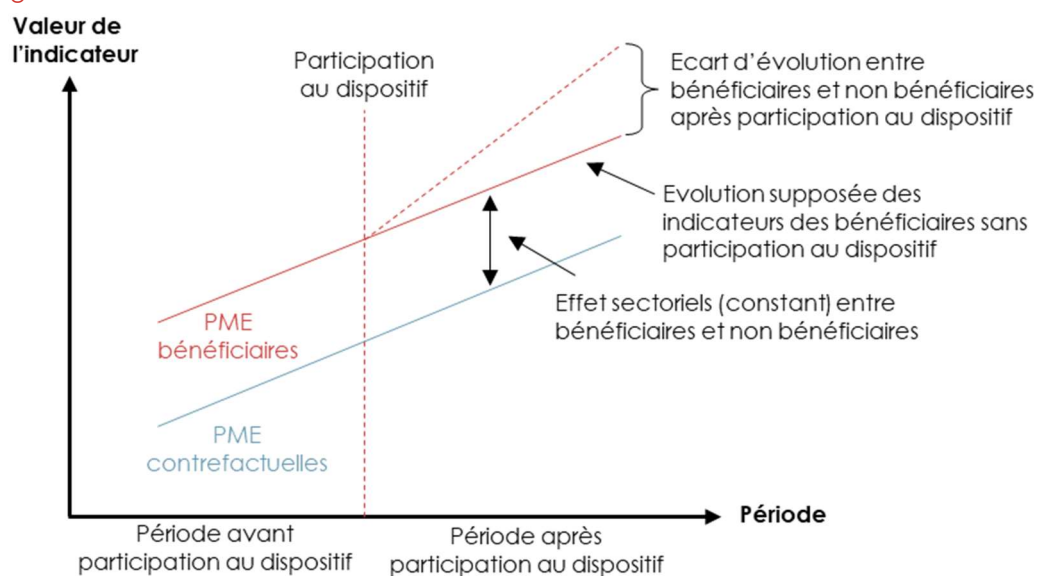 Valeur de
l'indicateur
Participation
au dispositif
Ecart d'évolution entre
bénéficiaires et non bénéficiaires
après participation au dispositif
Evolution supposée des
indicateurs des bénéficiaires sans
participation au dispositif
Effet sectoriels (constant) entre
bénéficiaires et non bénéficiaires
PME
bénéficiaires
PME
contrefactuelles
Période
Période avant
participation au dispositif
Période après
participation au dispositif